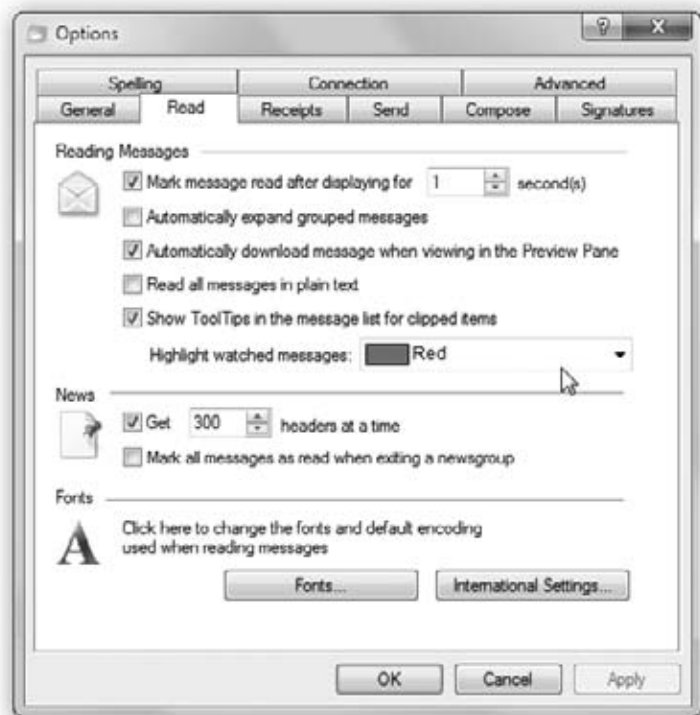 Options
Spelling Connection Advanced
General Read Receipts Send Compose Signatures
Reading Messages
Mark message read after displaying for 1 second(s)
Automatically expand grouped messages
Automatically download message when viewing in the Preview Pane
Read all messages in plain text
Show ToolTips in the message list for clipped items
Highlight watched messages: Red
News
Get 300 headers at a time
Mark all messages as read when exiting a newsgroup
Fonts
A Click here to change the fonts and default encoding
used when reading messages
Fonts... International Settings...
OK Cancel Apply